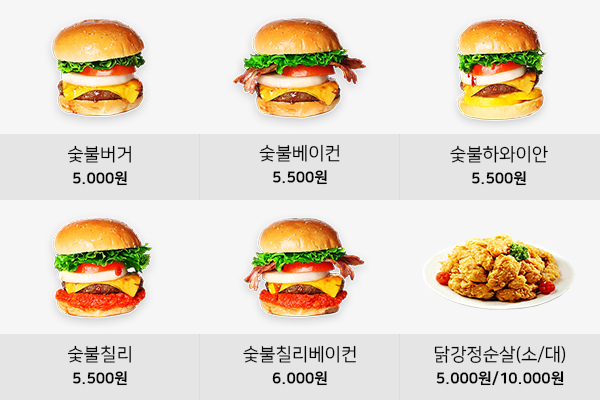 숯불버거
5.000원
숯불베이컨
5.500원
숯불하와이안
5.500원
숯불칠리
5.500원
숯불칠리베이컨
6.000원
닭강정순살(소/대)
5.000원/10.000원